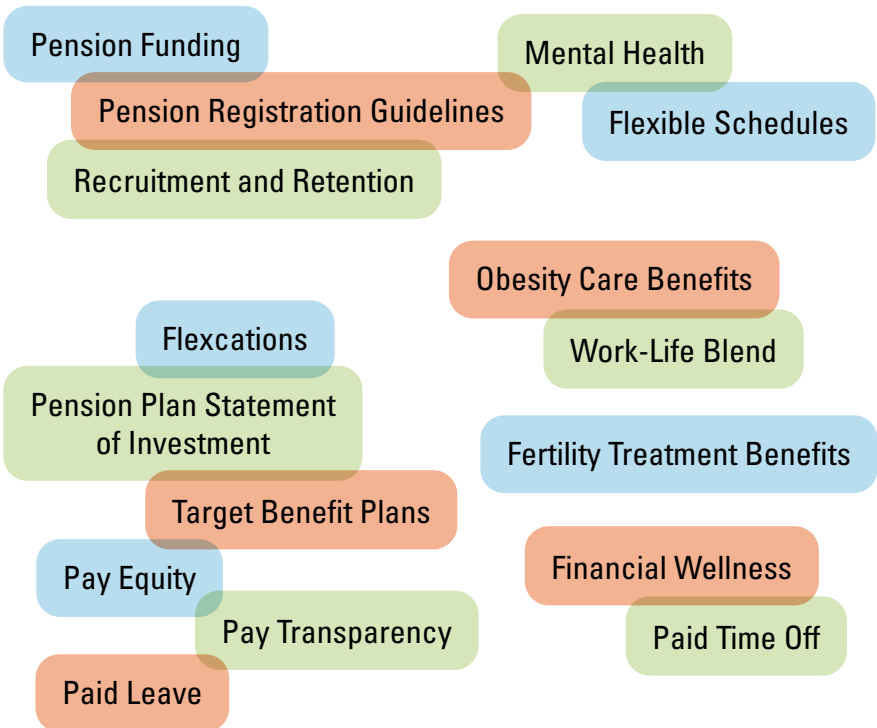 Pension Funding
Mental Health
Pension Registration Guidelines
Flexible Schedules
Recruitment and Retention
Obesity Care Benefits
Flexcations
Work-Life Blend
Pension Plan Statement
of Investment
Fertility Treatment Benefits
Target Benefit Plans
Financial Wellness
Pay Equity
Pay Transparency
Paid Time Off
Paid Leave